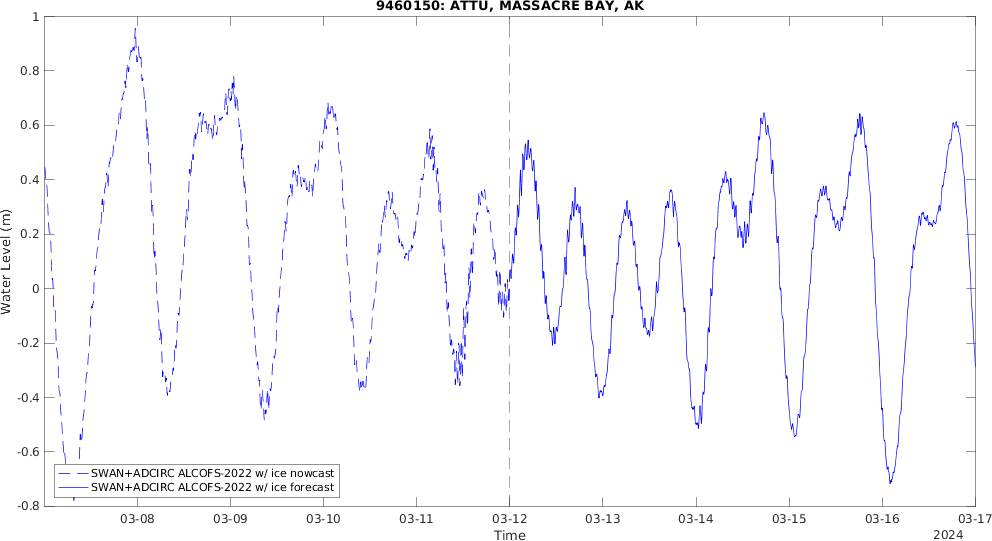 9460150: ATTU, MASSACRE BAY, AK
1
0.8
0.6
0.4
0.2
0
-0.2
-0.4
-0.6
-0.8
Water Level (m)
SWAN+ADCIRC ALCOFS-2022 w/ ice nowcast
SWAN+ADCIRC ALCOFS-2022 w/ ice forecast
03-08 03-09 03-10 03-11 03-12 03-13 03-14 03-15 03-16 03-17
Time
2024